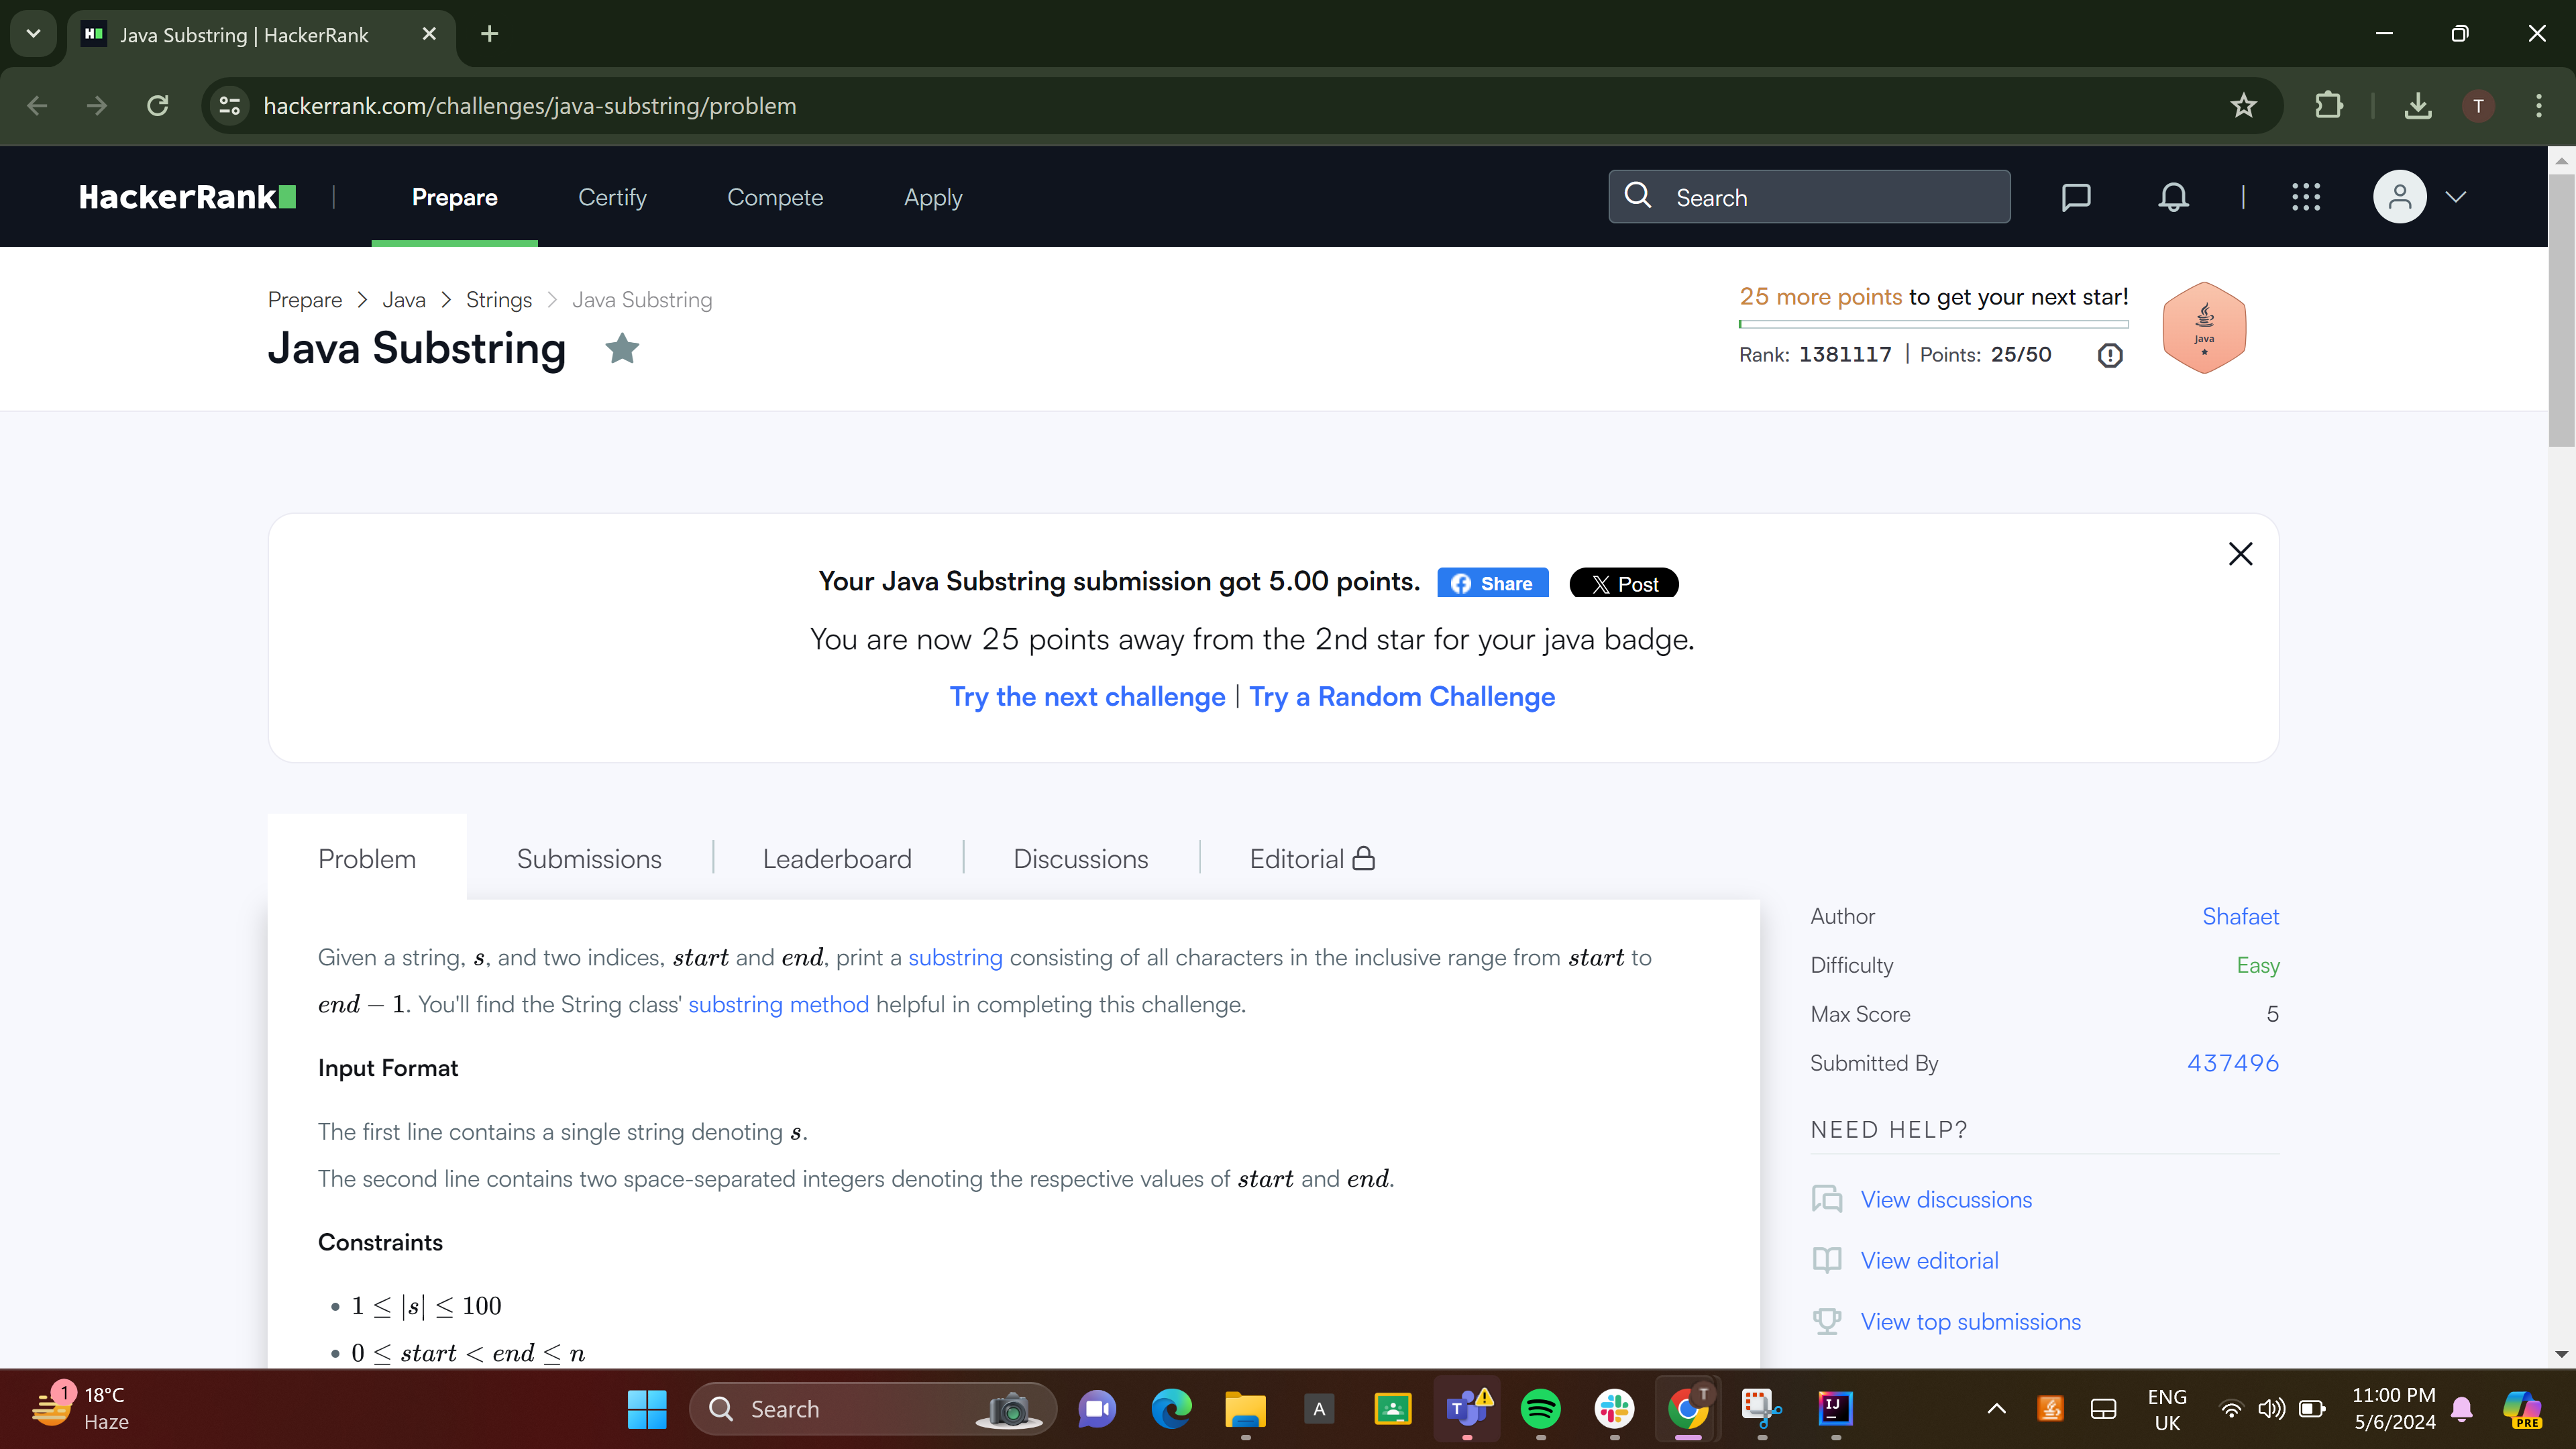 Java Substring | HackerRank
hackerrank.com/challenges/java-substring/problem
T
HackerRank
Prepare
Certify
Compete
Apply
Search
Prepare > Java > Strings > Java Substring
Java Substring
25 more points to get your next star!
Rank: 1381117 | Points: 25/50
Java
Your Java Substring submission got 5.00 points.
Share
X Post
You are now 25 points away from the 2nd star for your java badge.
Try the next challenge | Try a Random Challenge
Problem
Submissions
Leaderboard
Discussions
Editorial
Given a string, s, and two indices, start and end, print a substring consisting of all characters in the inclusive range from start to
end − 1. You'll find the String class' substring method helpful in completing this challenge.
Input Format
The first line contains a single string denoting s.
The second line contains two space-separated integers denoting the respective values of start and end.
Constraints
• 1 ≤ |s| ≤ 100
• 0 ≤ start < end ≤ n
Author Shafaet
Difficulty Easy
Max Score 5
Submitted By 437496
NEED HELP?
View discussions
View editorial
View top submissions
1
18°C
Haze
Search
A
T
T
IJ
ENG
UK
11:00 PM
5/6/2024
PRE